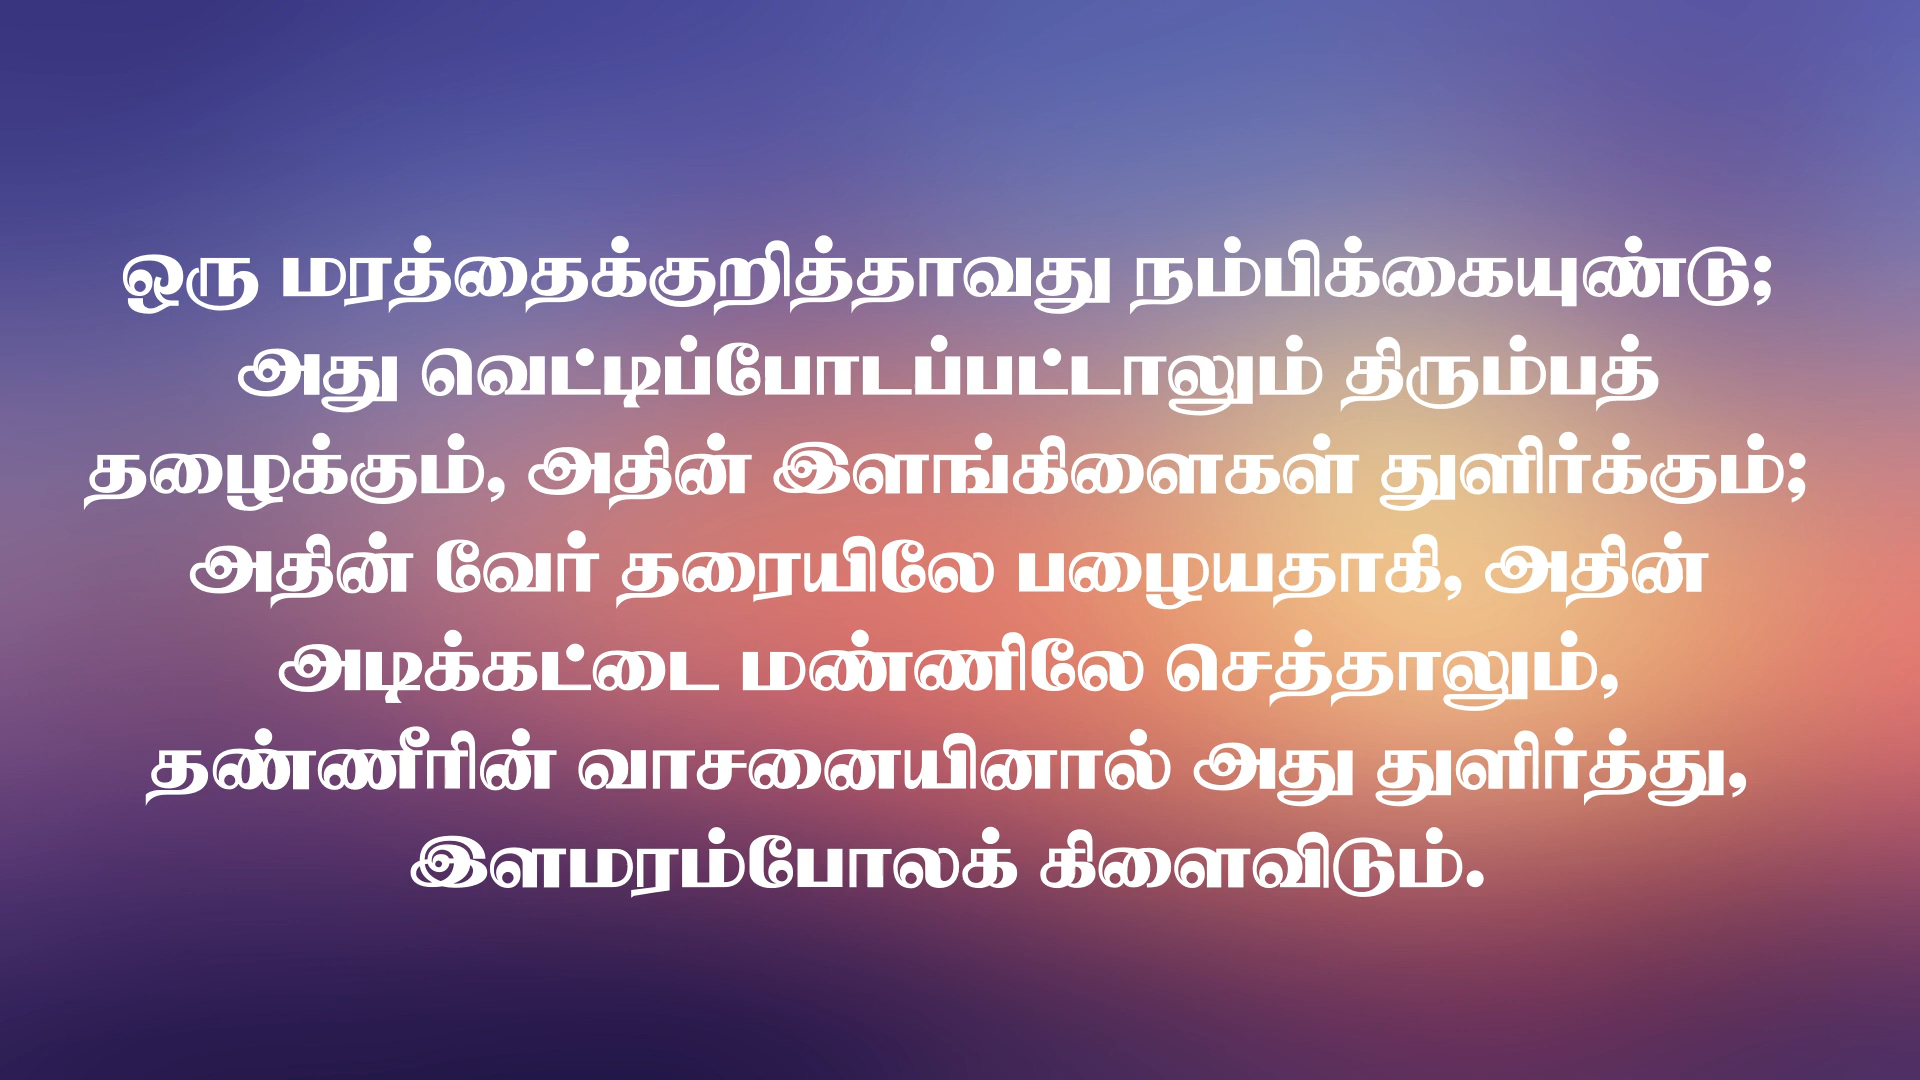 ஒரு மரத்தைக்குறித்தாவது நம்பிக்கையுண்டு;
அது வெட்டிப்போடப்பட்டாலும் திரும்பத்
தழைக்கும், அதின் இளங்கிளைகள் துளிர்க்கும்;
அதின் வேர் தரையிலே பழையதாகி, அதின்
அடிக்கட்டை மண்ணிலே செத்தாலும்,
தண்ணீரின் வாசனையினால் அது துளிர்த்து,
இளமரம்போலக் கிளைவிடும்.